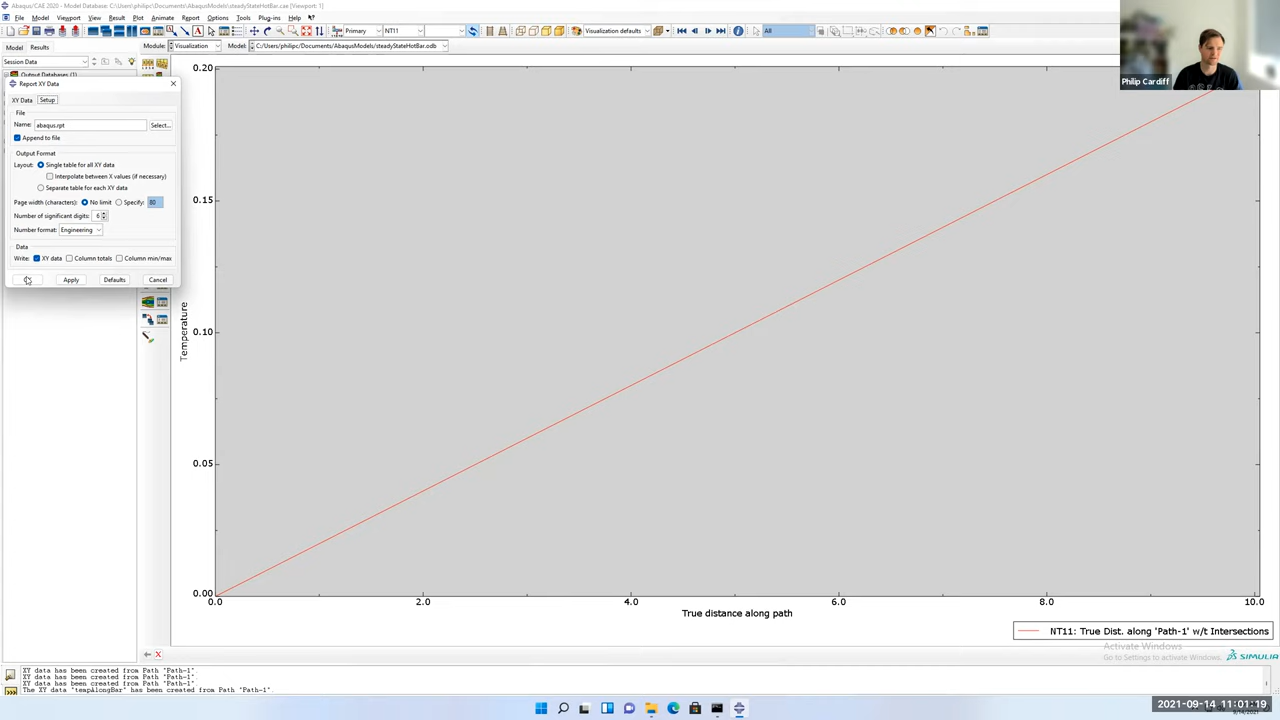 Abaqus/CAE 2020 - Model Database: C:\Users\philipc\Documents\AbaqusModels\steadyStateHotBar.cae [Viewport: 1]
File Model Viewport View Result Plot Animate Report Options Tools Plug-ins Help
Primary NT11 Visualization defaults All
Model Results Module: Visualization Model: C:/Users/philipc/Documents/AbaqusModels/steadyStateHotBar.odb
Session Data
Output Databases (1)
Report XY Data
XY Data Setup
File
Name: abaqus.rpt Select...
Append to file
Output Format
Layout: Single table for all XY data
Interpolate between X values (if necessary)
Separate table for each XY data
Page width (characters): No limit Specify: 80
Number of significant digits: 6
Number format: Engineering
Data
Write: XY data Column totals Column min/max
Apply Defaults Cancel
Philip Cardiff
0.20
0.15
0.10
0.05
0.00
Temperature
0.0 2.0 4.0 6.0 8.0 10.0
True distance along path
NT11: True Dist. along 'Path-1' w/t Intersections
Activate Windows
Go to Settings to activate Windows.
SIMULIA
XY data has been created from Path "Path-1".
XY data has been created from Path "Path-1".
XY data has been created from Path "Path-1".
The XY data "tempAlongBar" has been created from Path "Path-1".
2021-09-14 11:01:19